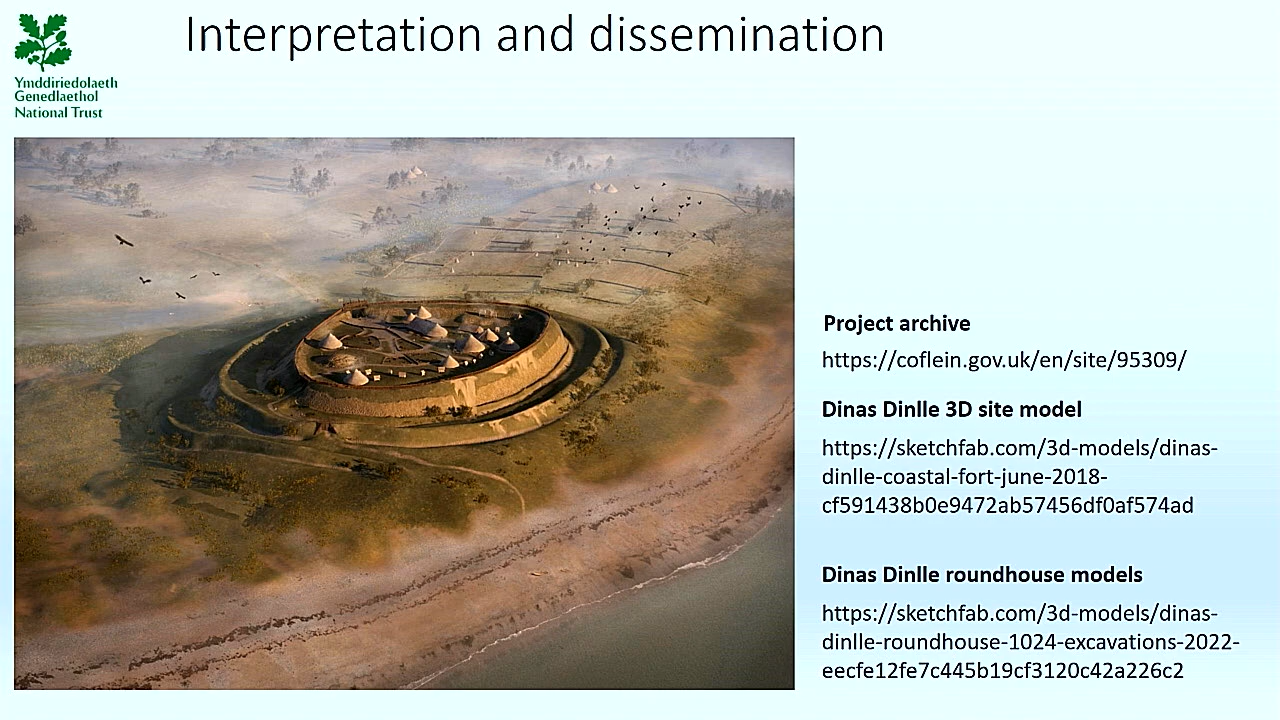 Interpretation and dissemination
Ymddiriedolaeth
Genedlaethol
National Trust
Project archive
https://coflein.gov.uk/en/site/95309/
Dinas Dinlle 3D site model
https://sketchfab.com/3d-models/dinas-
dinlle-coastal-fort-june-2018-
cf591438b0e9472ab57456df0af574ad
Dinas Dinlle roundhouse models
https://sketchfab.com/3d-models/dinas-
dinlle-roundhouse-1024-excavations-2022-
eecfe12fe7c445b19cf3120c42a226c2